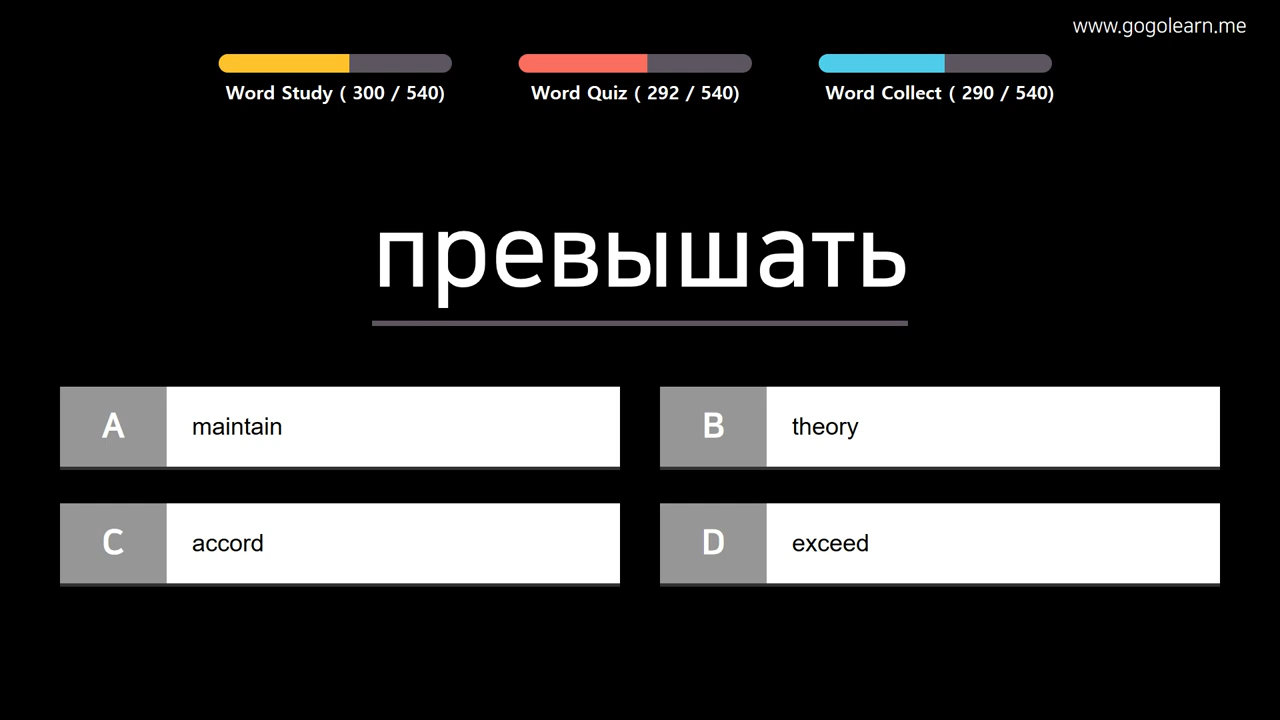 www.gogolearn.me
Word Study ( 300 / 540)
Word Quiz ( 292 / 540)
Word Collect ( 290 / 540)
превышать
A maintain
B theory
C accord
D exceed